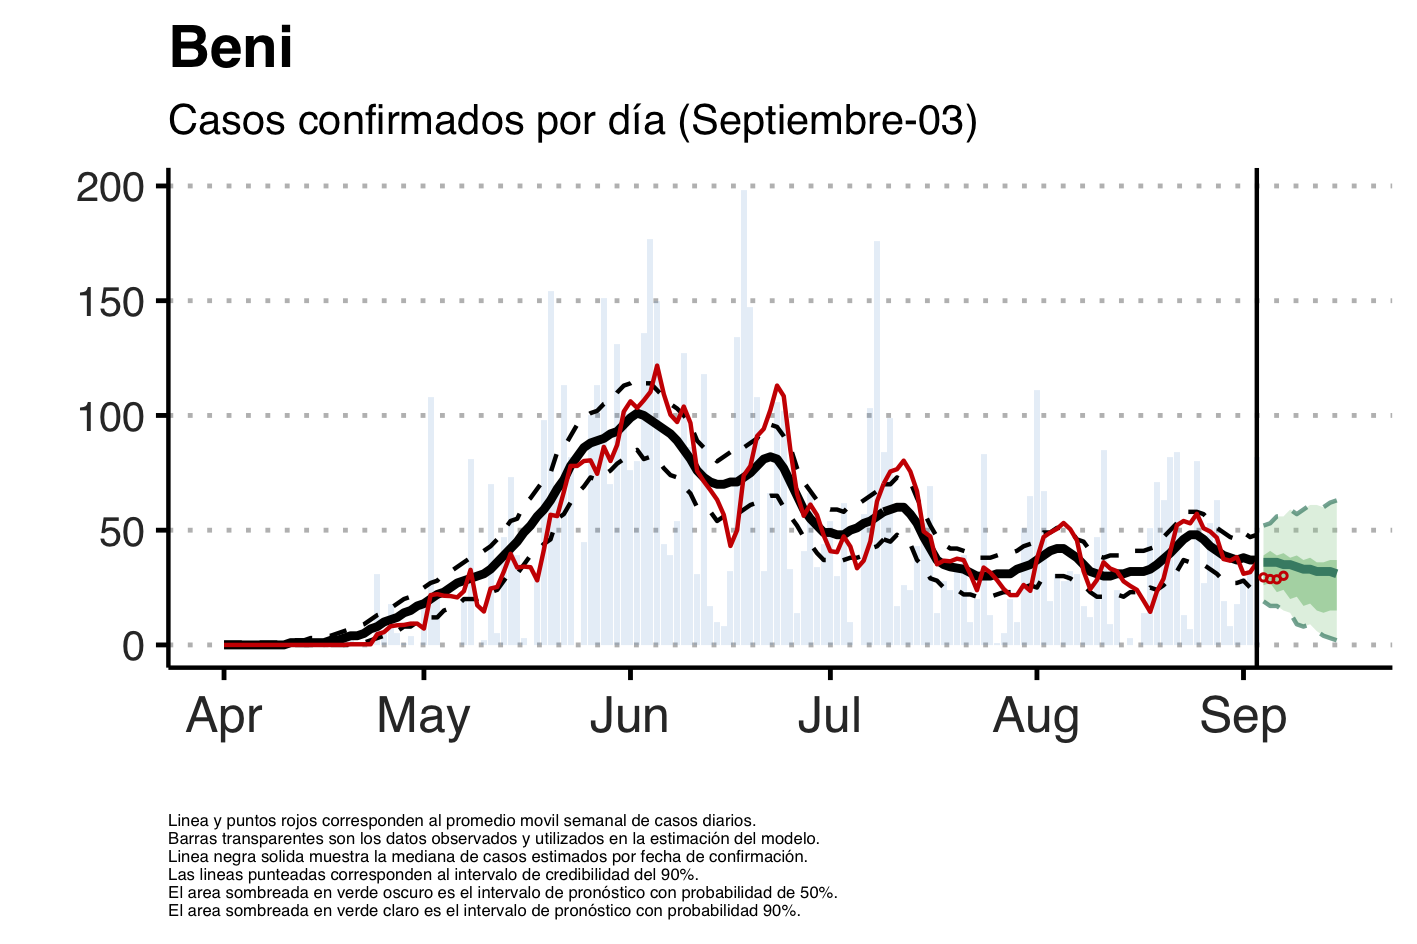 Beni
Casos confirmados por día (Septiembre-03)
200
150
100
50
0
Apr May Jun Jul Aug Sep
Linea y puntos rojos corresponden al promedio movil semanal de casos diarios.
Barras transparentes son los datos observados y utilizados en la estimación del modelo.
Linea negra solida muestra la mediana de casos estimados por fecha de confirmación.
Las lineas punteadas corresponden al intervalo de credibilidad del 90%.
El area sombreada en verde oscuro es el intervalo de pronóstico con probabilidad de 50%.
El area sombreada en verde claro es el intervalo de pronóstico con probabilidad 90%.